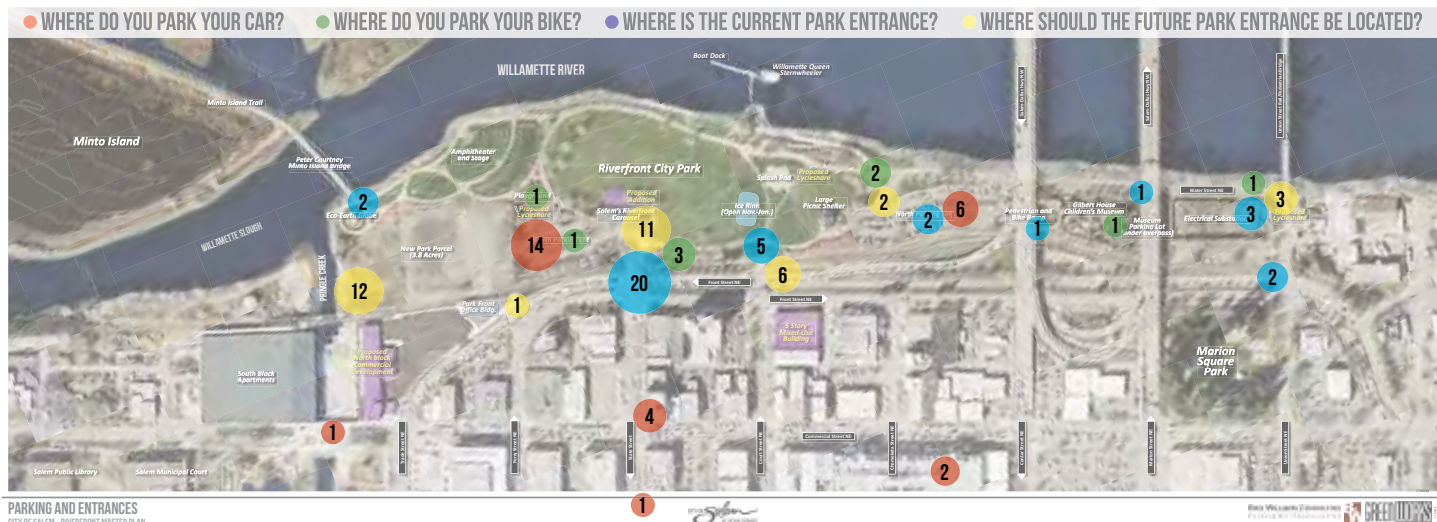 WHERE DO YOU PARK YOUR CAR? WHERE DO YOU PARK YOUR BIKE? WHERE IS THE CURRENT PARK ENTRANCE? WHERE SHOULD THE FUTURE PARK ENTRANCE BE LOCATED?
Boat Dock
WILLAMETTE RIVER
Willamette Queen
Sternwheeler
Minto Island Trail
Minto Island
Peter Courtney
Minto Island Bridge
Amphitheater
and Stage
Riverfront City Park
Splash Pad
Proposed
2
1
2
Eco-Earth Globe
Proposed
Addition
Salem's Riverfront
Carousel
Ice Rink
(Open Nov.-Jan.)
Large
Picnic Shelter
2
2
6
Pedestrian and
Bike Ramp
1
1
Gilbert House
Children's Museum
1
Museum
Parking Lot
(under overpass)
Water Street NE
1
Electrical Substation
3
3
WILLAMETTE SLOUGH
PRINGLE CREEK
New Park Parcel
(3.8 Acres)
14
1
11
3
5
6
20
12
1
2
Front Street NE
Front Street NE
Park Front
Office Bldg.
5 Story
Mixed-Use
Building
Proposed
North Block
Commercial
Development
South Block
Apartments
Marion
Square
Park
1
4
Commercial Street NE
2
Salem Public Library
Salem Municipal Court
PARKING AND ENTRANCES
CITY OF SALEM - RIVERFRONT MASTER PLAN
1
Salem
GREENWORKS